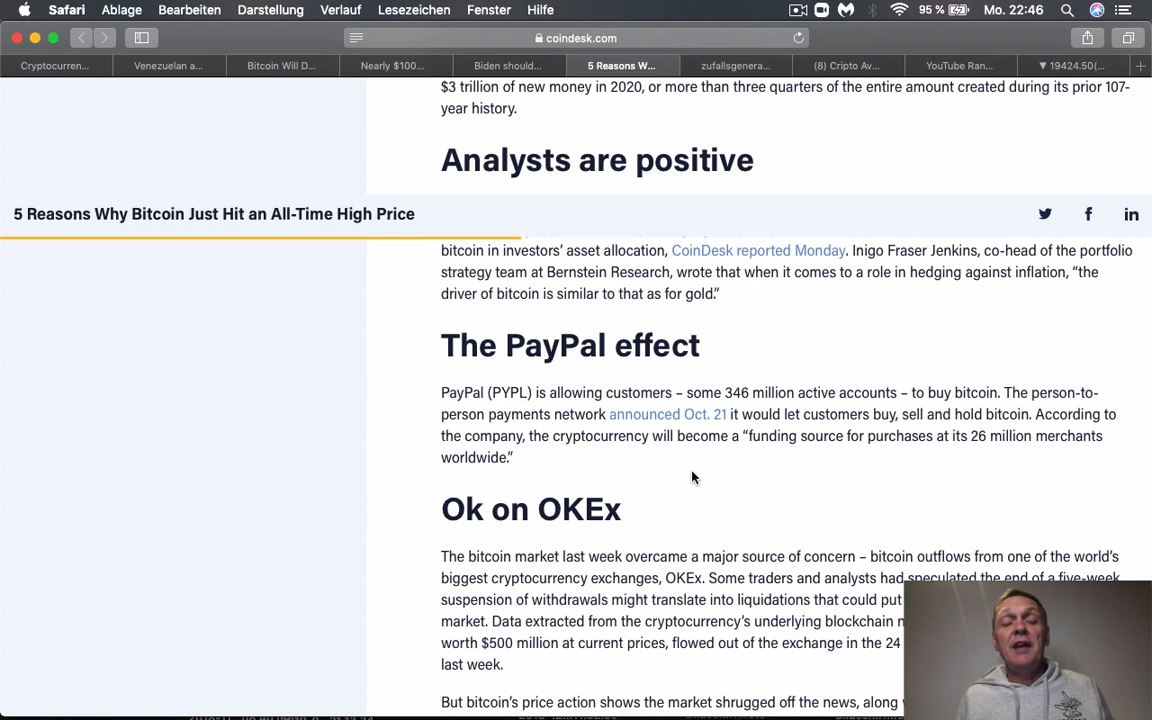 Safari Ablage Bearbeiten Darstellung Verlauf Lesezeichen Fenster Hilfe 95 % Mo. 22:46
coindesk.com
Cryptocurren... Venezuelan a... Bitcoin Will D... Nearly $100... Biden should... 5 Reasons W... zufallsgenera... (8) Cripto Av... YouTube Ran... ▼ 19424.50(...
$3 trillion of new money in 2020, or more than three quarters of the entire amount created during its prior 107-
year history.
Analysts are positive
5 Reasons Why Bitcoin Just Hit an All-Time High Price
bitcoin in investors’ asset allocation, CoinDesk reported Monday. Inigo Fraser Jenkins, co-head of the portfolio
strategy team at Bernstein Research, wrote that when it comes to a role in hedging against inflation, “the
driver of bitcoin is similar to that as for gold.”
The PayPal effect
PayPal (PYPL) is allowing customers – some 346 million active accounts – to buy bitcoin. The person-to-
person payments network announced Oct. 21 it would let customers buy, sell and hold bitcoin. According to
the company, the cryptocurrency will become a “funding source for purchases at its 26 million merchants
worldwide.”
Ok on OKEx
The bitcoin market last week overcame a major source of concern – bitcoin outflows from one of the world’s
biggest cryptocurrency exchanges, OKEx. Some traders and analysts had speculated the end of a five-week
suspension of withdrawals might translate into liquidations that could put
market. Data extracted from the cryptocurrency’s underlying blockchain
worth $500 million at current prices, flowed out of the exchange in the 24
last week.
But bitcoin’s price action shows the market shrugged off the news, along